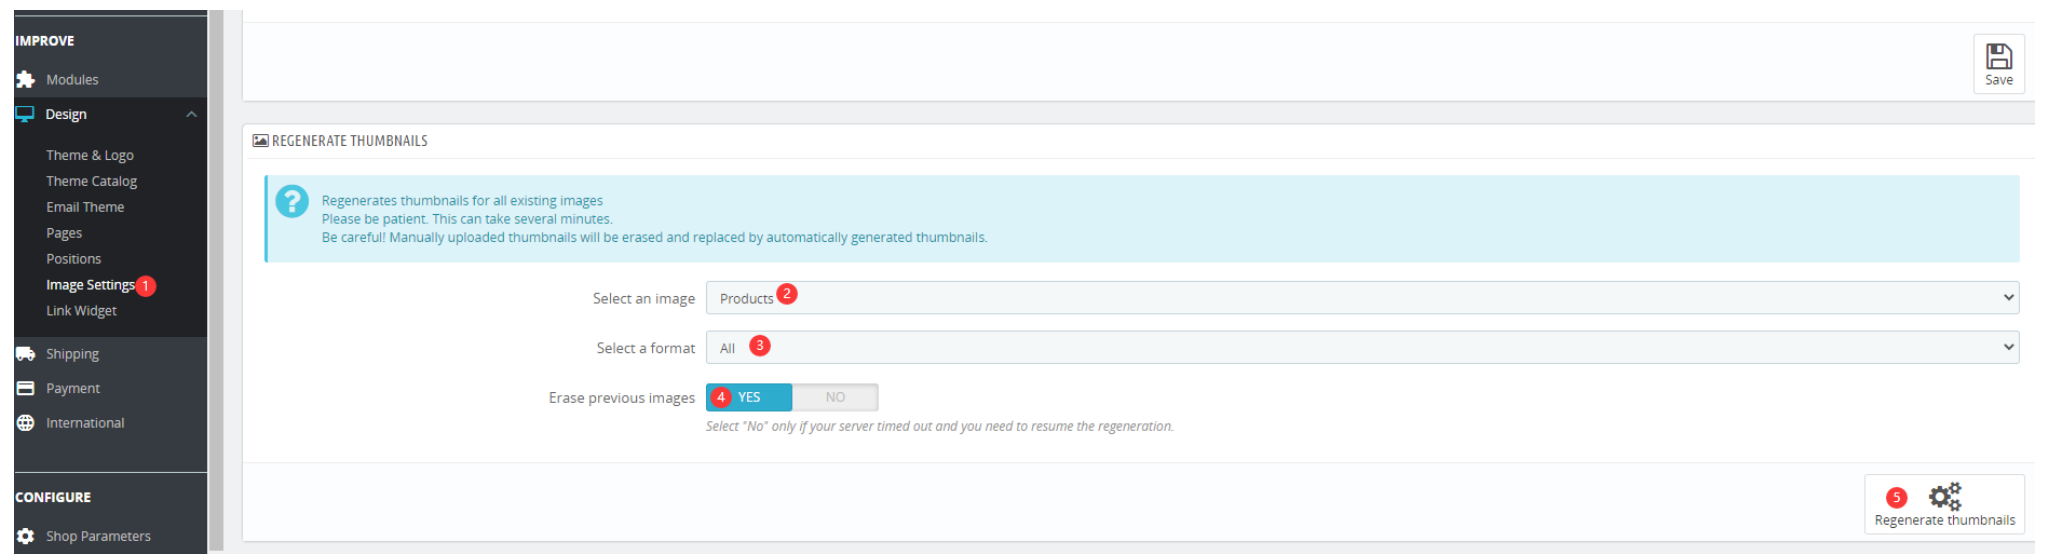 IMPROVE
Modules
Design
Theme & Logo
Theme Catalog
Email Theme
Pages
Positions
Image Settings 1
Link Widget
Shipping
Payment
International
CONFIGURE
Shop Parameters
Save
REGENERATE THUMBNAILS
Regenerates thumbnails for all existing images
Please be patient. This can take several minutes.
Be careful! Manually uploaded thumbnails will be erased and replaced by automatically generated thumbnails.
Select an image Products 2
Select a format All 3
Erase previous images 4 YES NO
Select "No" only if your server timed out and you need to resume the regeneration.
5
Regenerate thumbnails